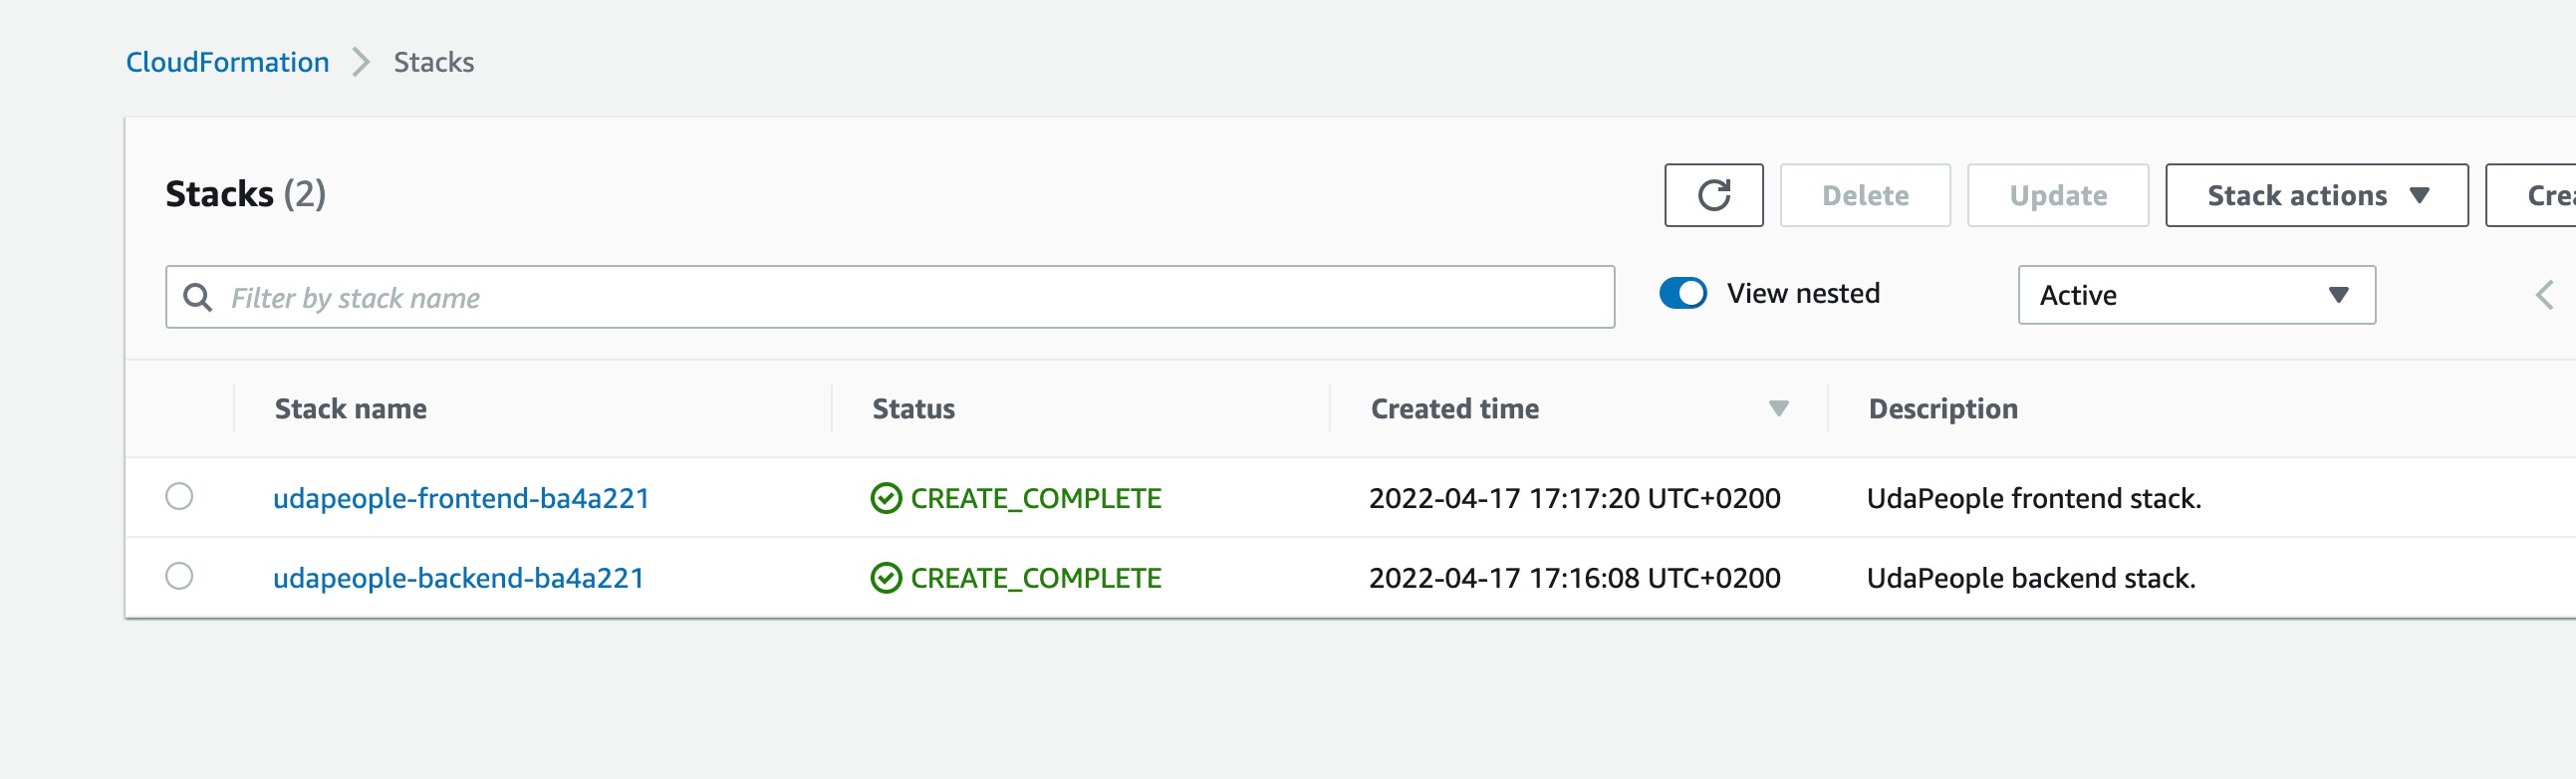 CloudFormation Stacks
Stacks (2)
Delete Update Stack actions
Filter by stack name View nested Active
Stack name Status Created time Description
udapeople-frontend-ba4a221 CREATE_COMPLETE 2022-04-17 17:17:20 UTC+0200 UdaPeople frontend stack.
udapeople-backend-ba4a221 CREATE_COMPLETE 2022-04-17 17:16:08 UTC+0200 UdaPeople backend stack.